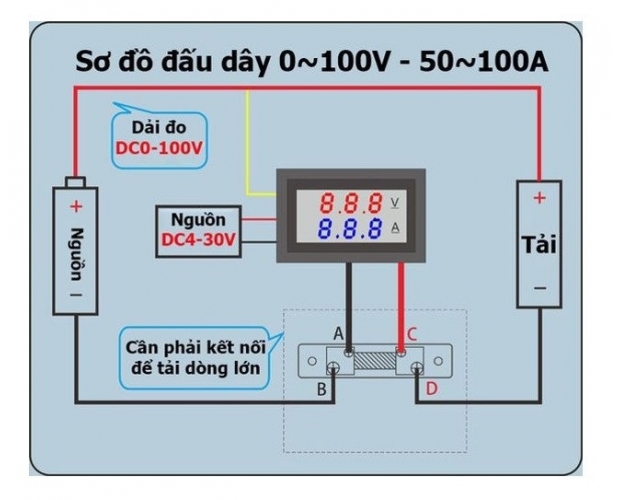 Sơ đồ đấu dây 0~100V - 50~100A
Dải đo
DC0-100V
+
Nguồn
−
Nguồn
DC4-30V
8.8.8 V
8.8.8 A
+
Tải
−
Cần phải kết nối
để tải dòng lớn
A
C
B
D